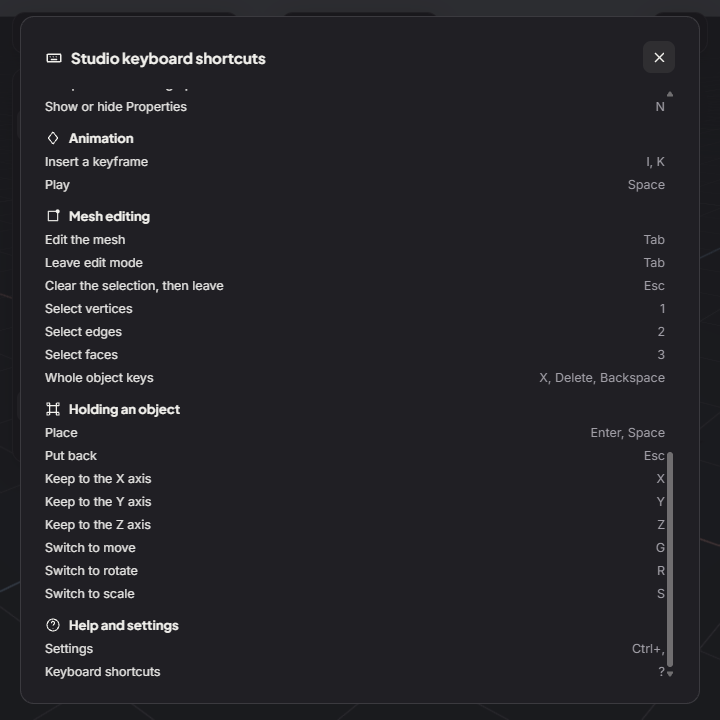 Studio keyboard shortcuts
Show or hide Properties N
Animation
Insert a keyframe I, K
Play Space
Mesh editing
Edit the mesh Tab
Leave edit mode Tab
Clear the selection, then leave Esc
Select vertices 1
Select edges 2
Select faces 3
Whole object keys X, Delete, Backspace
Holding an object
Place Enter, Space
Put back Esc
Keep to the X axis X
Keep to the Y axis Y
Keep to the Z axis Z
Switch to move G
Switch to rotate R
Switch to scale S
Help and settings
Settings Ctrl+,
Keyboard shortcuts ?